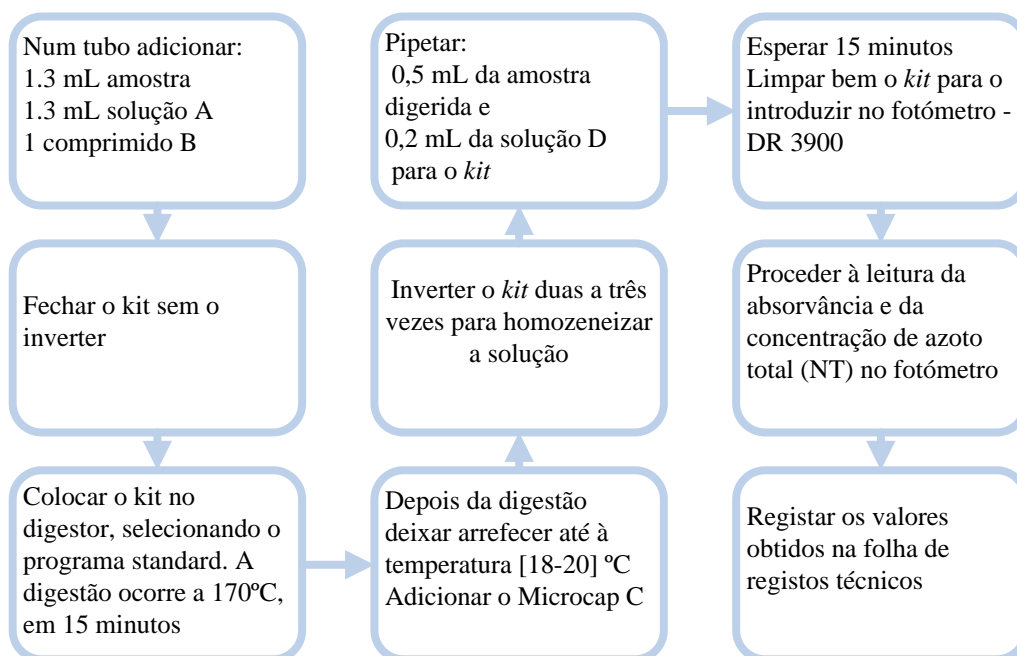 Num tubo adicionar:
1.3 mL amostra
1.3 mL solução A
1 comprimido B
Fechar o kit sem o
inverter
Colocar o kit no
digestor, selecionando o
programa standard. A
digestão ocorre a 170ºC,
em 15 minutos
Depois da digestão
deixar arrefecer até à
temperatura [18-20] ºC
Adicionar o Microcap C
Inverter o kit duas a três
vezes para homozeneizar
a solução
Pipetar:
0,5 mL da amostra
digerida e
0,2 mL da solução D
para o kit
Esperar 15 minutos
Limpar bem o kit para o
introduzir no fotómetro -
DR 3900
Proceder à leitura da
absorvância e da
concentração de azoto
total (NT) no fotómetro
Registar os valores
obtidos na folha de
registos técnicos